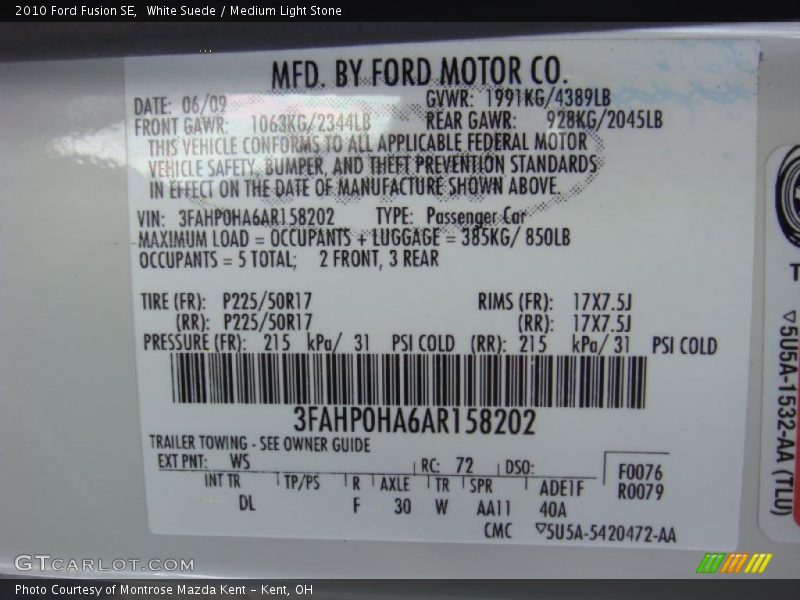 2010 Ford Fusion SE,  White Suede / Medium Light Stone
MFD. BY FORD MOTOR CO.
DATE: 06/09 GVWR: 1991KG/4389LB
FRONT GAWR: 1063KG/2344LB REAR GAWR: 928KG/2045LB
THIS VEHICLE CONFORMS TO ALL APPLICABLE FEDERAL MOTOR
VEHICLE SAFETY, BUMPER, AND THEFT PREVENTION STANDARDS
IN EFFECT ON THE DATE OF MANUFACTURE SHOWN ABOVE.
VIN: 3FAHP0HA6AR158202 TYPE: Passenger Car
MAXIMUM LOAD = OCCUPANTS + LUGGAGE = 385KG/ 850LB
OCCUPANTS = 5 TOTAL; 2 FRONT, 3 REAR
TIRE (FR): P225/50R17 RIMS (FR): 17X7.5J
(RR): P225/50R17 (RR): 17X7.5J
PRESSURE (FR): 215 kPa/ 31 PSI COLD (RR): 215 kPa/ 31 PSI COLD
3FAHP0HA6AR158202
TRAILER TOWING - SEE OWNER GUIDE
EXT PNT: WS RC: 72 DSO: F0076
INT TR TP/PS R AXLE TR SPR ADE1F R0079
DL F 30 W AA11 40A
CMC ▽5U5A-5420472-AA
T
▽5U5A-1532-AA (TLU)
GTCarLot.com
Photo Courtesy of Montrose Mazda Kent - Kent, OH